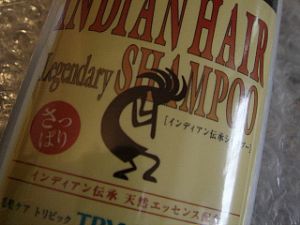 INDIAN HAIR
Legendary SHAMPOO
[インディアン伝承シャンプー]
さっ
ぱり
インディアン伝承 天然エッセンス配合
トリビック